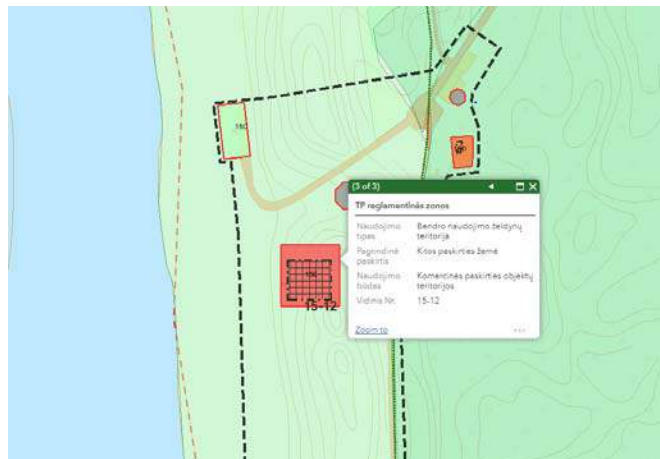 (3 of 3)
TP reglamentinės zonos
Naudojimo tipas
Bendro naudojimo želdynų teritorija
Pagrindinė paskirtis
Kitos paskirties žemė
Naudojimo būdas
Komercinės paskirties objektų teritorijos
Vidinis Nr.
15-12
Zoom to
15-12